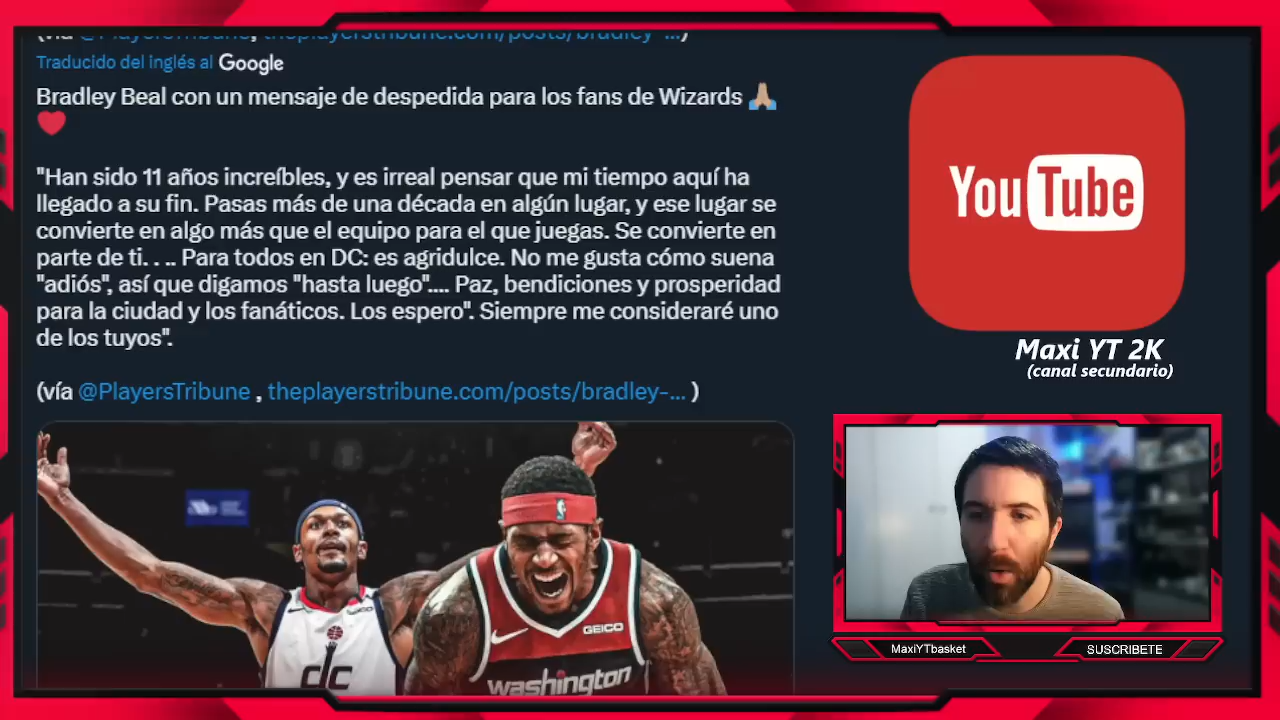 (vía @PlayersTribune, theplayerstribune.com/posts/bradley-...)
Traducido del inglés al Google
Bradley Beal con un mensaje de despedida para los fans de Wizards 🙏🏼
❤️
"Han sido 11 años increíbles, y es irreal pensar que mi tiempo aquí ha
llegado a su fin. Pasas más de una década en algún lugar, y ese lugar se
convierte en algo más que el equipo para el que juegas. Se convierte en
parte de ti. . .. Para todos en DC: es agridulce. No me gusta cómo suena
"adiós", así que digamos "hasta luego".... Paz, bendiciones y prosperidad
para la ciudad y los fanáticos. Los espero". Siempre me consideraré uno
de los tuyos".
(vía @PlayersTribune , theplayerstribune.com/posts/bradley-... )
YouTube
Maxi YT 2K
(canal secundario)
GEICO
dc
GEICO
washington
MaxiYTbasket
SUSCRIBETE